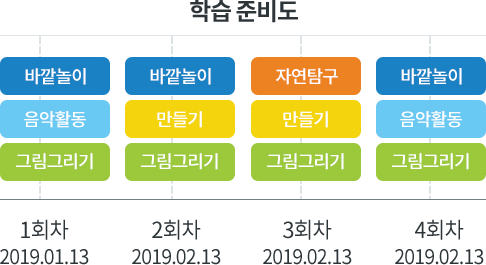 학습 준비도
바깥놀이 바깥놀이 자연탐구 바깥놀이
음악활동 만들기 만들기 음악활동
그림그리기 그림그리기 그림그리기 그림그리기
1회차 2회차 3회차 4회차
2019.01.13 2019.02.13 2019.02.13 2019.02.13